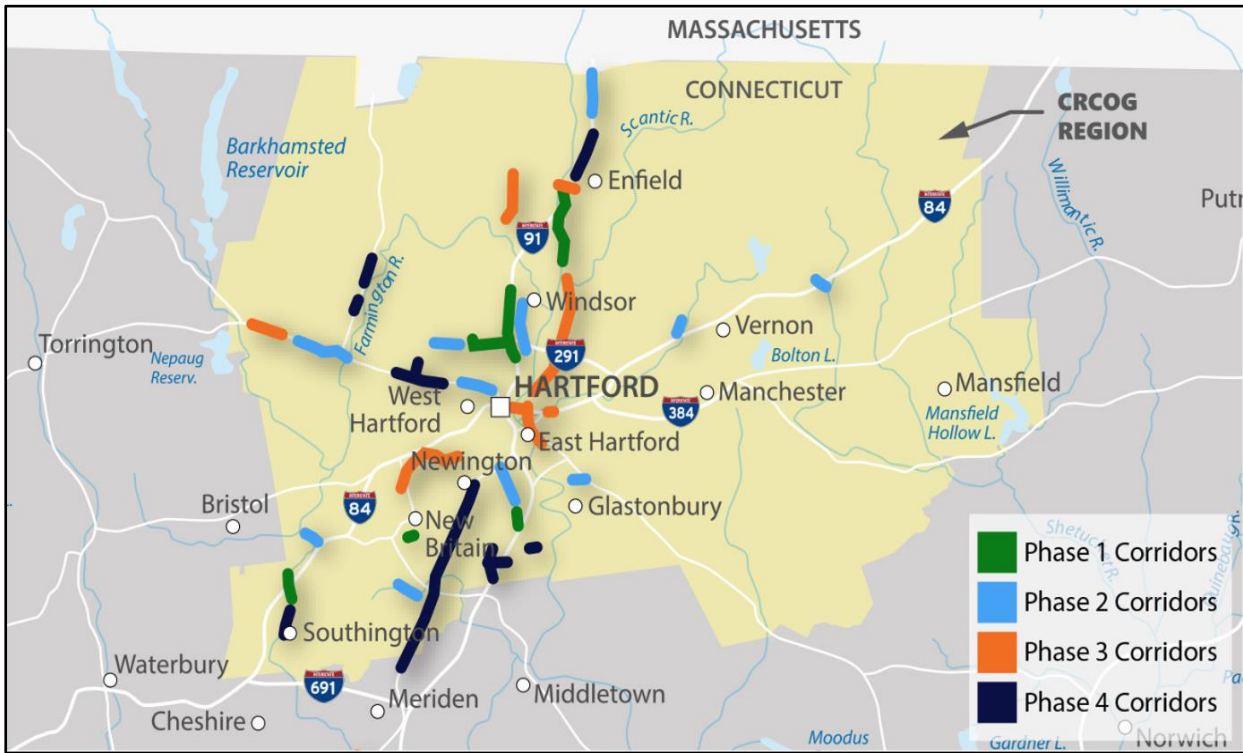 MASSACHUSETTS
CONNECTICUT
CRCOG
REGION
Scantic R.
Barkhamsted
Reservoir
Willimantic R.
Enfield
84
91
Farmington R.
Windsor
Vernon
Torrington
Nepaug
Reserv.
291
Bolton L.
HARTFORD
West
Hartford
Manchester
384
Mansfield
Mansfield
Hollow L.
East Hartford
Newington
Bristol
84
New
Britain
Glastonbury
Phase 1 Corridors
Phase 2 Corridors
Phase 3 Corridors
Phase 4 Corridors
Shetucket R.
Southington
Waterbury
691
Middletown
Meriden
Cheshire
Moodus
Gardner L.
Norwich